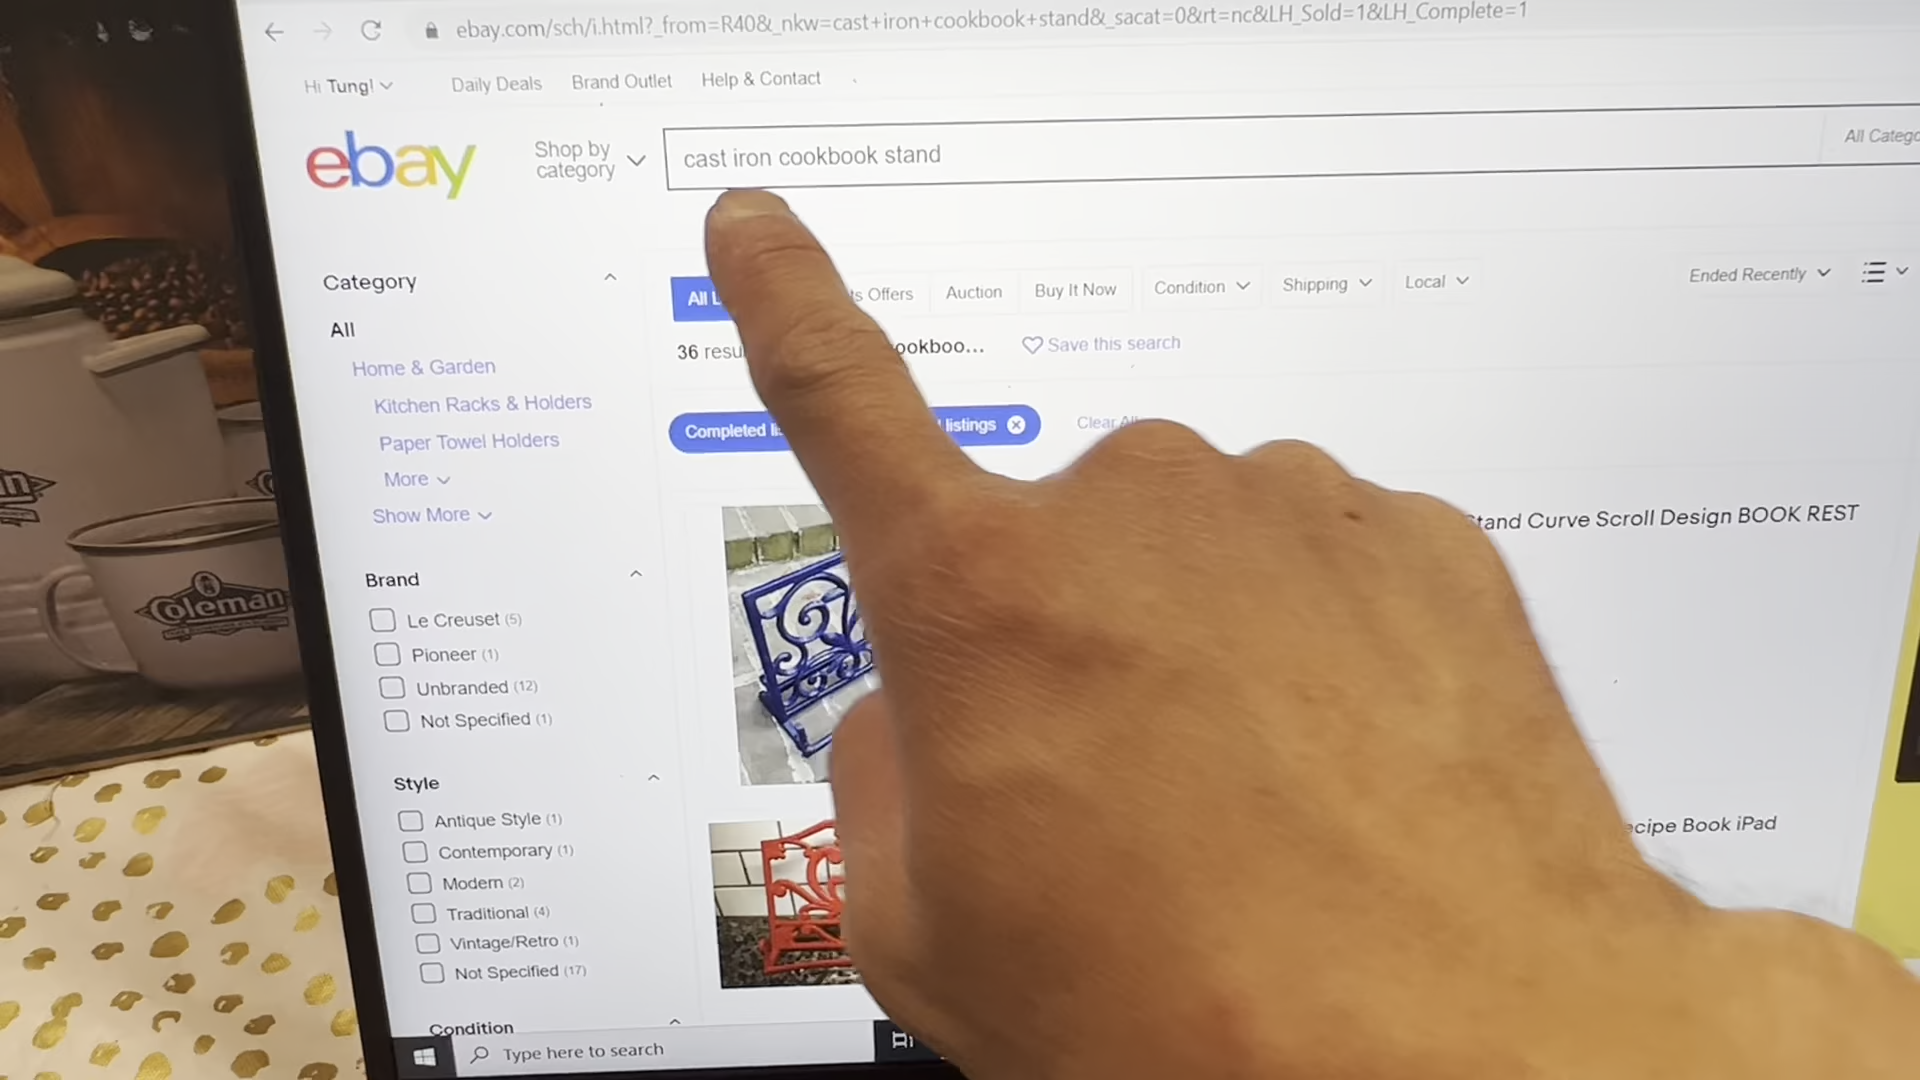 ebay.com/sch/i.html?_from=R40&_nkw=cast+iron+cookbook+stand&_sacat=0&rt=nc&LH_Sold=1&LH_Complete=1
Hi Tung! Daily Deals Brand Outlet Help & Contact
ebay
Shop by
category
cast iron cookbook stand
All Catego
Category
All L
ts Offers Auction Buy It Now Condition Shipping Local
Ended Recently
All
36 resu
ookboo...
Save this search
Home & Garden
Kitchen Racks & Holders
Paper Towel Holders
More
Show More
Completed li
listings
Clear All
Stand Curve Scroll Design BOOK REST
Brand
Le Creuset (5)
Pioneer (1)
Unbranded (12)
Not Specified (1)
Style
Antique Style (1)
Contemporary (1)
Modern (2)
Traditional (4)
Vintage/Retro (1)
Not Specified (17)
ecipe Book iPad
Condition
Type here to search
Coleman